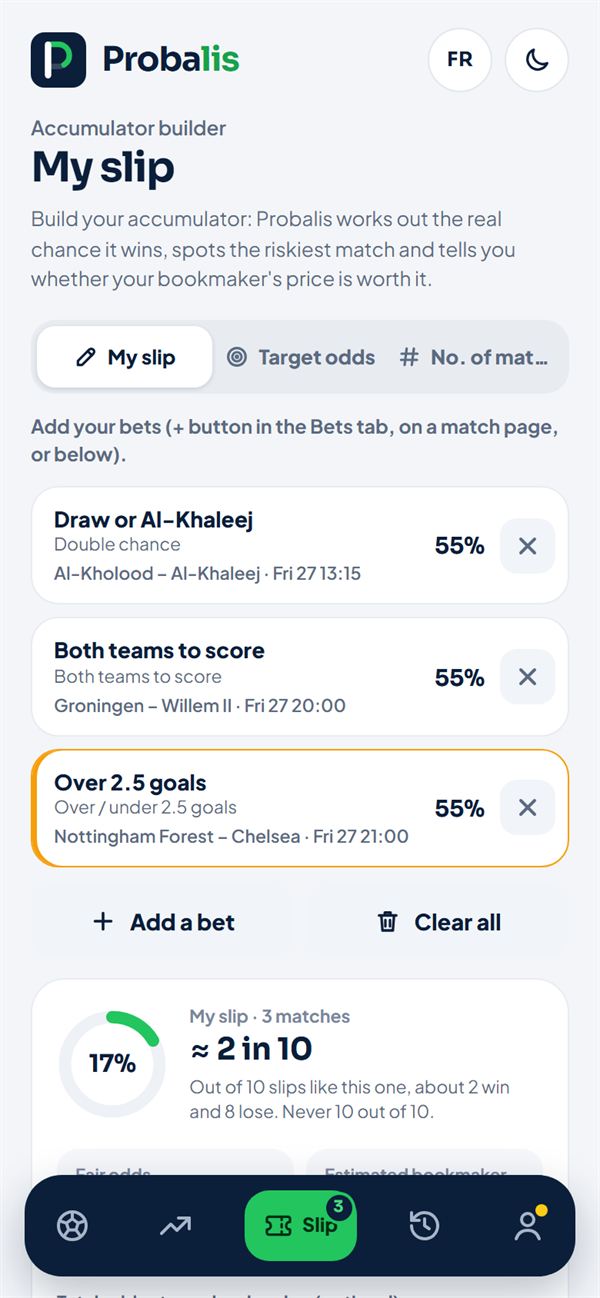 Probalis
FR
Accumulator builder
My slip
Build your accumulator: Probalis works out the real
chance it wins, spots the riskiest match and tells you
whether your bookmaker's price is worth it.
My slip
Target odds
No. of mat...
Add your bets (+ button in the Bets tab, on a match page,
or below).
Draw or Al-Khaleej
Double chance
Al-Kholood – Al-Khaleej · Fri 27 13:15
55%
Both teams to score
Both teams to score
Groningen – Willem II · Fri 27 20:00
55%
Over 2.5 goals
Over / under 2.5 goals
Nottingham Forest – Chelsea · Fri 27 21:00
55%
Add a bet
Clear all
17%
My slip · 3 matches
≈ 2 in 10
Out of 10 slips like this one, about 2 win
and 8 lose. Never 10 out of 10.
Fair odds
Estimated bookmaker
Slip
3